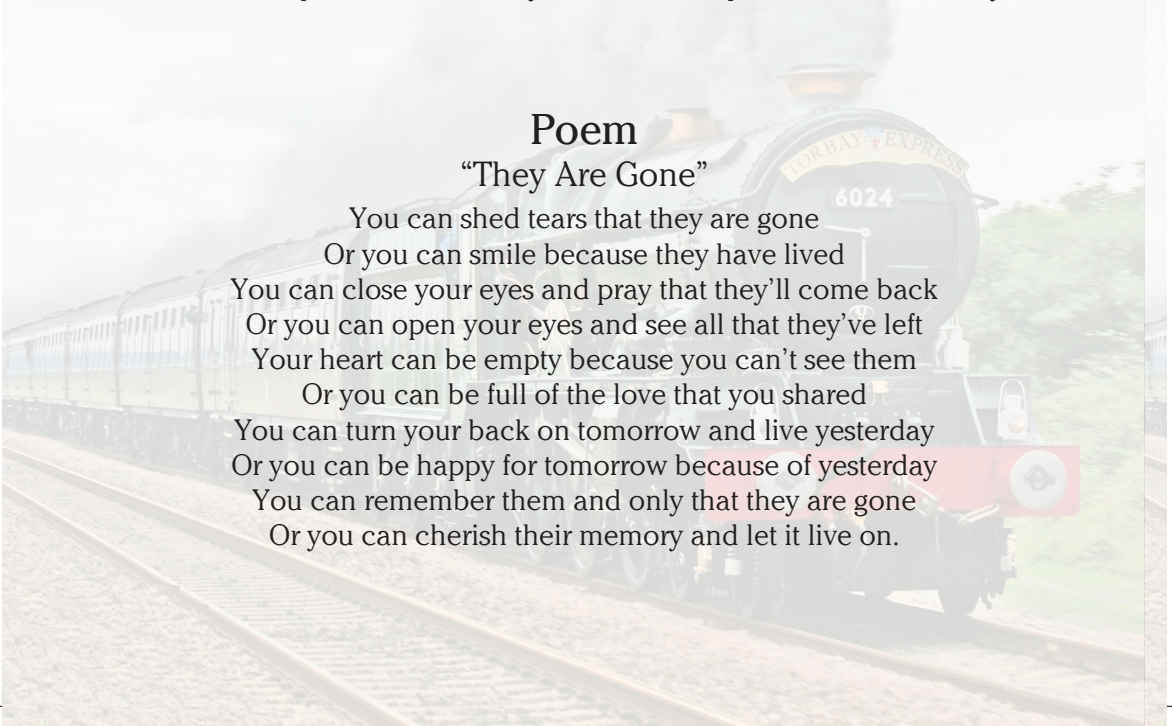 Poem
“They Are Gone”
You can shed tears that they are gone
Or you can smile because they have lived
You can close your eyes and pray that they’ll come back
Or you can open your eyes and see all that they’ve left
Your heart can be empty because you can’t see them
Or you can be full of the love that you shared
You can turn your back on tomorrow and live yesterday
Or you can be happy for tomorrow because of yesterday
You can remember them and only that they are gone
Or you can cherish their memory and let it live on.
TORBAY EXPRESS
6024